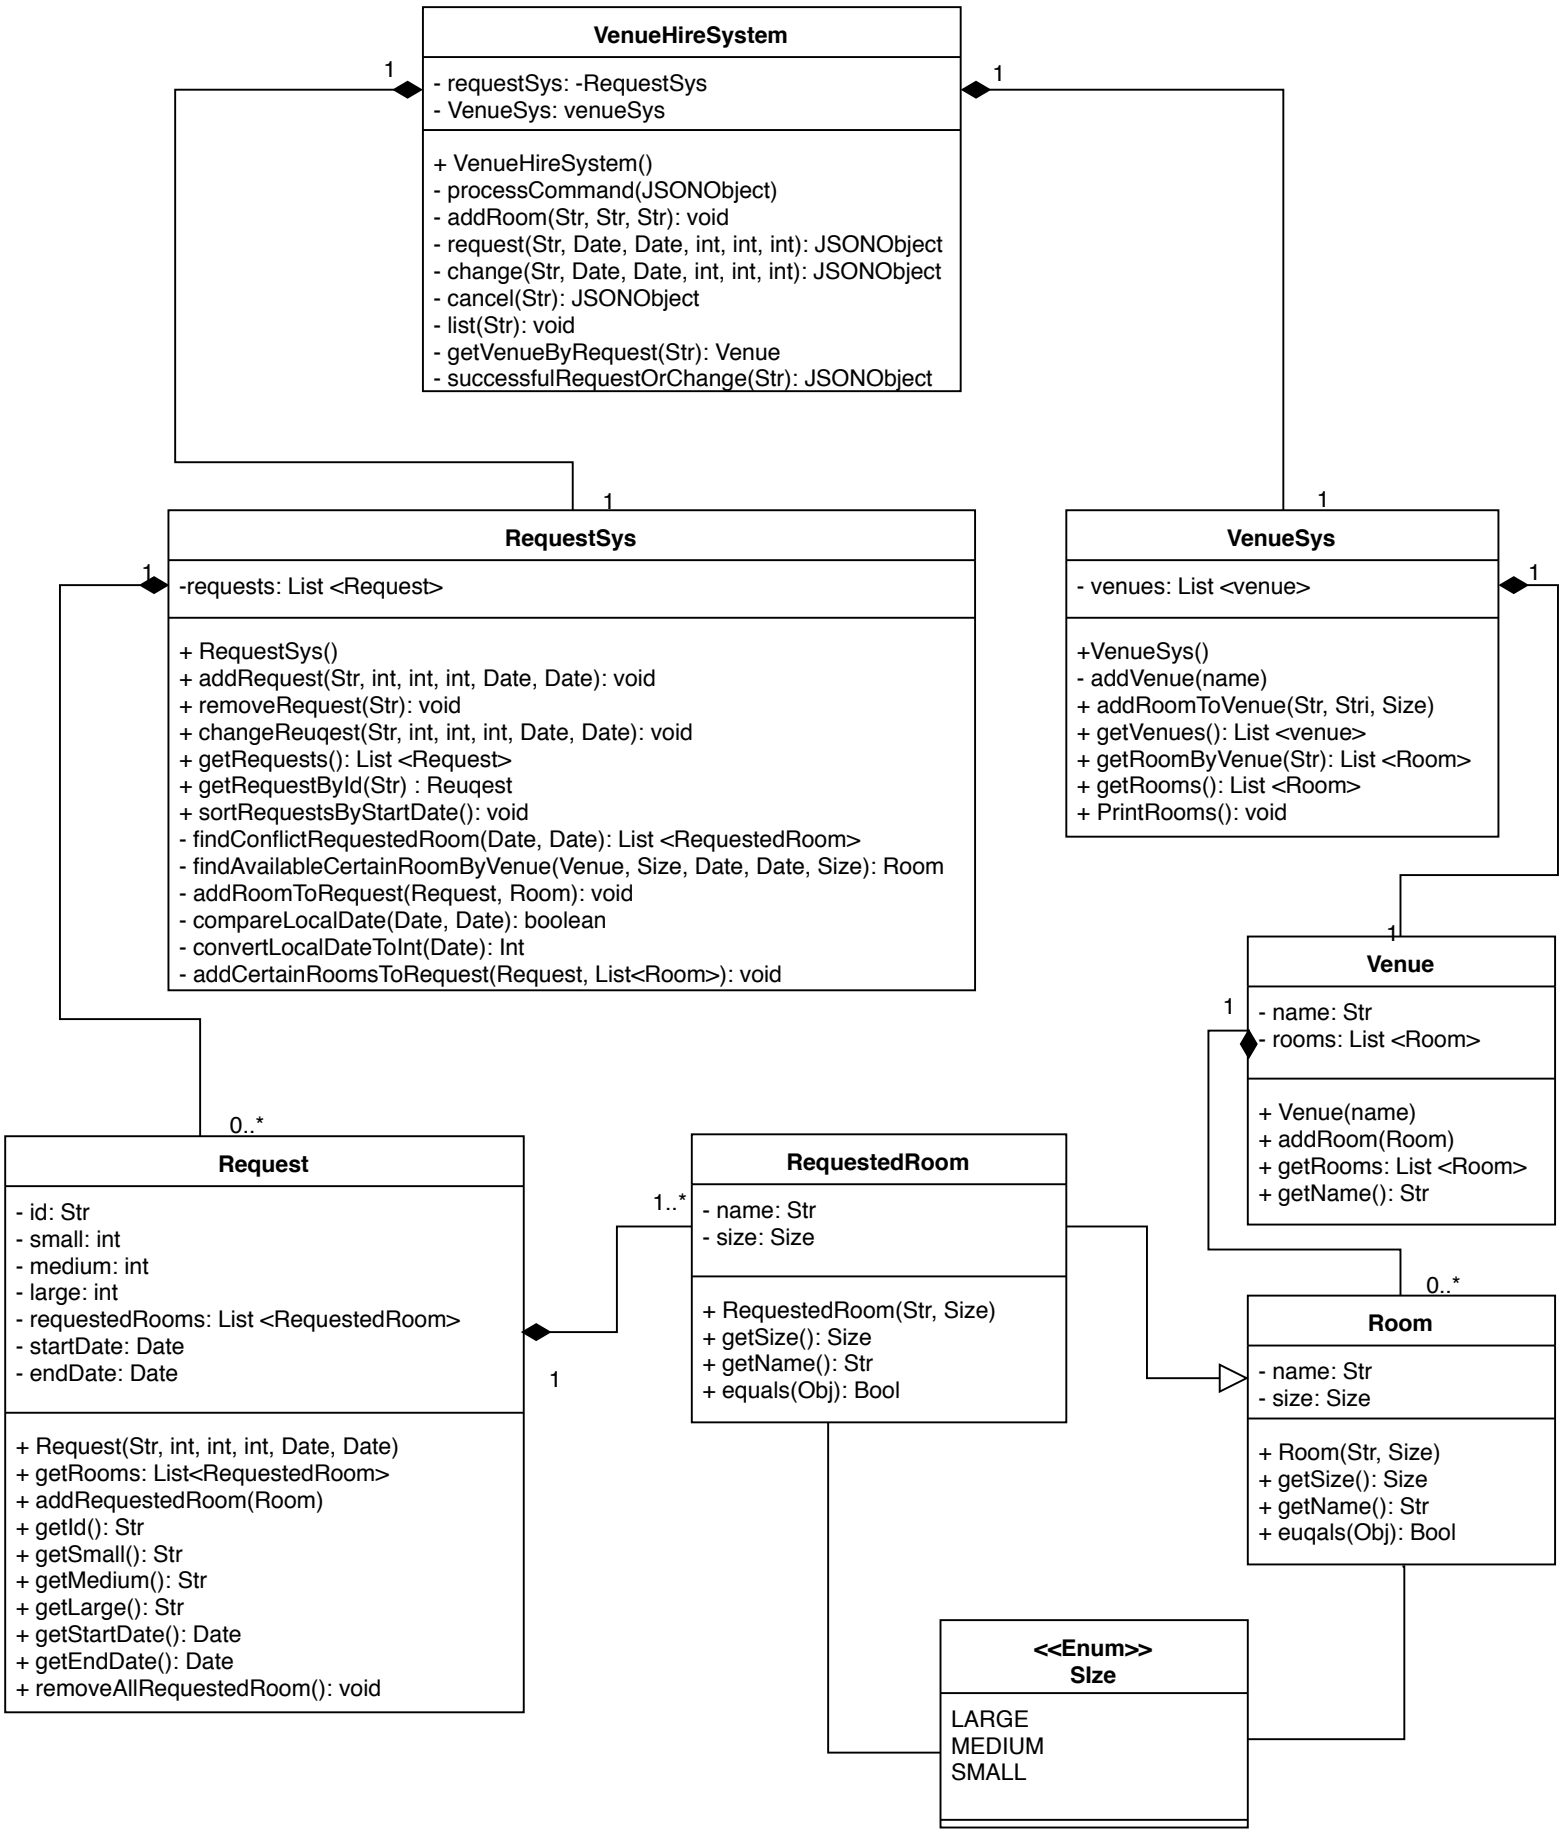 VenueHireSystem
1
1
- requestSys: -RequestSys
- VenueSys: venueSys
+ VenueHireSystem()
- processCommand(JSONObject)
- addRoom(Str, Str, Str): void
- request(Str, Date, Date, int, int, int): JSONObject
- change(Str, Date, Date, int, int, int): JSONObject
- cancel(Str): JSONObject
- list(Str): void
- getVenueByRequest(Str): Venue
- successfulRequestOrChange(Str): JSONObject
1
1
RequestSys
1
-requests: List <Request>
+ RequestSys()
+ addRequest(Str, int, int, int, Date, Date): void
+ removeRequest(Str): void
+ changeReuqest(Str, int, int, int, Date, Date): void
+ getRequests(): List <Request>
+ getRequestById(Str) : Reuqest
+ sortRequestsByStartDate(): void
- findConflictRequestedRoom(Date, Date): List <RequestedRoom>
- findAvailableCertainRoomByVenue(Venue, Size, Date, Date, Size): Room
- addRoomToRequest(Request, Room): void
- compareLocalDate(Date, Date): boolean
- convertLocalDateToInt(Date): Int
- addCertainRoomsToRequest(Request, List<Room>): void
VenueSys
1
- venues: List <venue>
+VenueSys()
- addVenue(name)
+ addRoomToVenue(Str, Stri, Size)
+ getVenues(): List <venue>
+ getRoomByVenue(Str): List <Room>
+ getRooms(): List <Room>
+ PrintRooms(): void
1
Venue
1
- name: Str
- rooms: List <Room>
+ Venue(name)
+ addRoom(Room)
+ getRooms: List <Room>
+ getName(): Str
0..*
Request
- id: Str
- small: int
- medium: int
- large: int
- requestedRooms: List <RequestedRoom>
- startDate: Date
- endDate: Date
1
+ Request(Str, int, int, int, Date, Date)
+ getRooms: List<RequestedRoom>
+ addRequestedRoom(Room)
+ getId(): Str
+ getSmall(): Str
+ getMedium(): Str
+ getLarge(): Str
+ getStartDate(): Date
+ getEndDate(): Date
+ removeAllRequestedRoom(): void
RequestedRoom
1..*
- name: Str
- size: Size
+ RequestedRoom(Str, Size)
+ getSize(): Size
+ getName(): Str
+ equals(Obj): Bool
0..*
Room
- name: Str
- size: Size
+ Room(Str, Size)
+ getSize(): Size
+ getName(): Str
+ euqals(Obj): Bool
<<Enum>>
SIze
LARGE
MEDIUM
SMALL